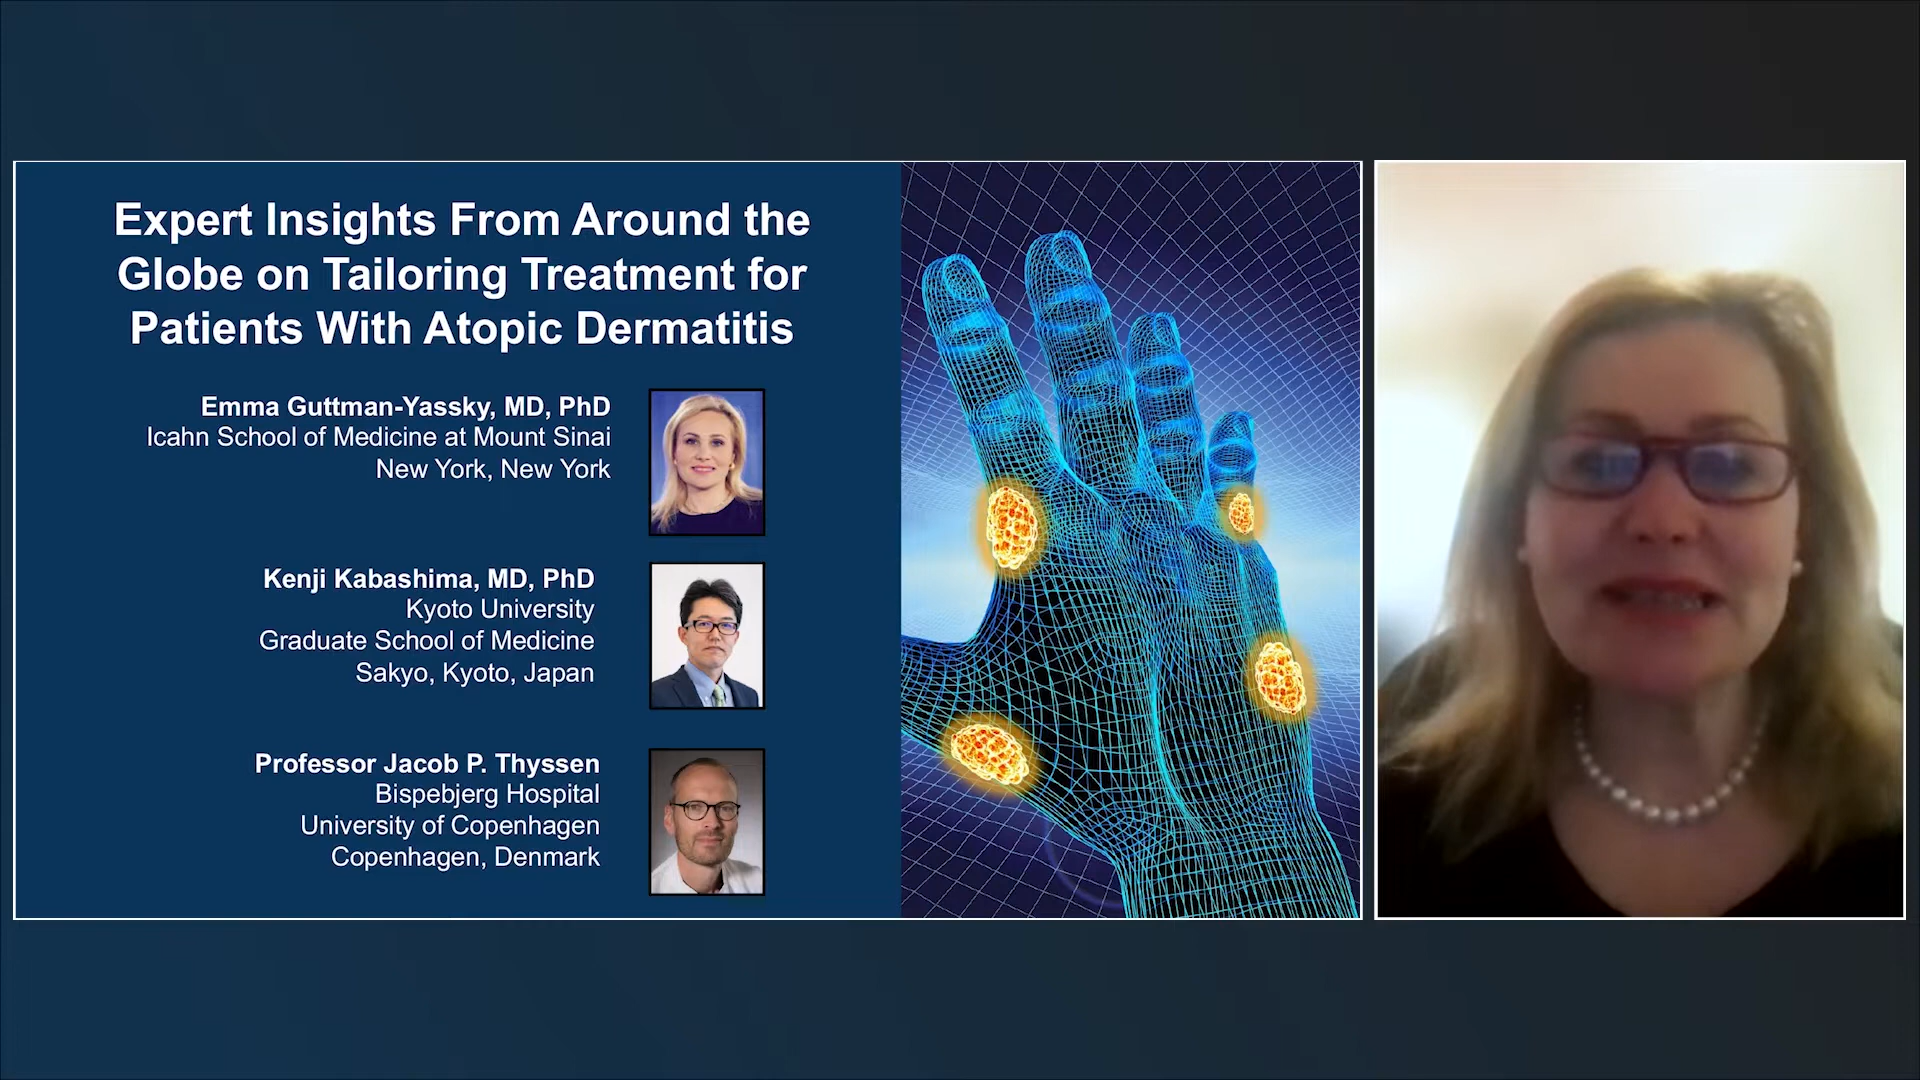 Expert Insights From Around the
Globe on Tailoring Treatment for
Patients With Atopic Dermatitis
Emma Guttman-Yassky, MD, PhD
Icahn School of Medicine at Mount Sinai
New York, New York
Kenji Kabashima, MD, PhD
Kyoto University
Graduate School of Medicine
Sakyo, Kyoto, Japan
Professor Jacob P. Thyssen
Bispebjerg Hospital
University of Copenhagen
Copenhagen, Denmark